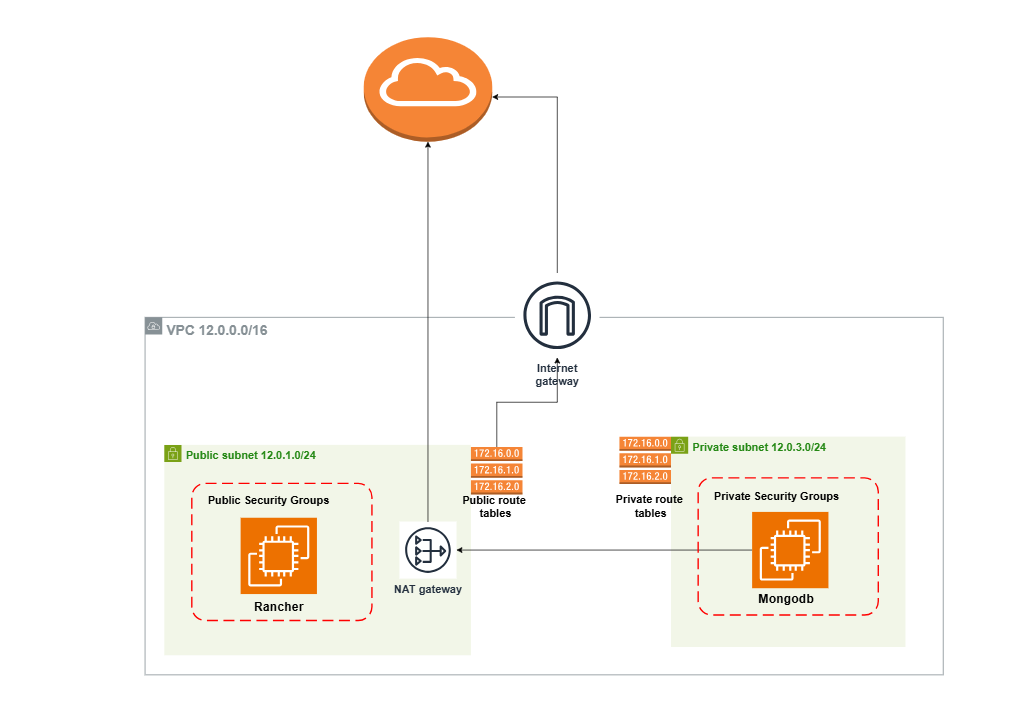 VPC 12.0.0.0/16
Internet
gateway
Public subnet 12.0.1.0/24
Public Security Groups
Rancher
NAT gateway
172.16.0.0
172.16.1.0
172.16.2.0
Public route
tables
172.16.0.0
172.16.1.0
172.16.2.0
Private route
tables
Private subnet 12.0.3.0/24
Private Security Groups
Mongodb